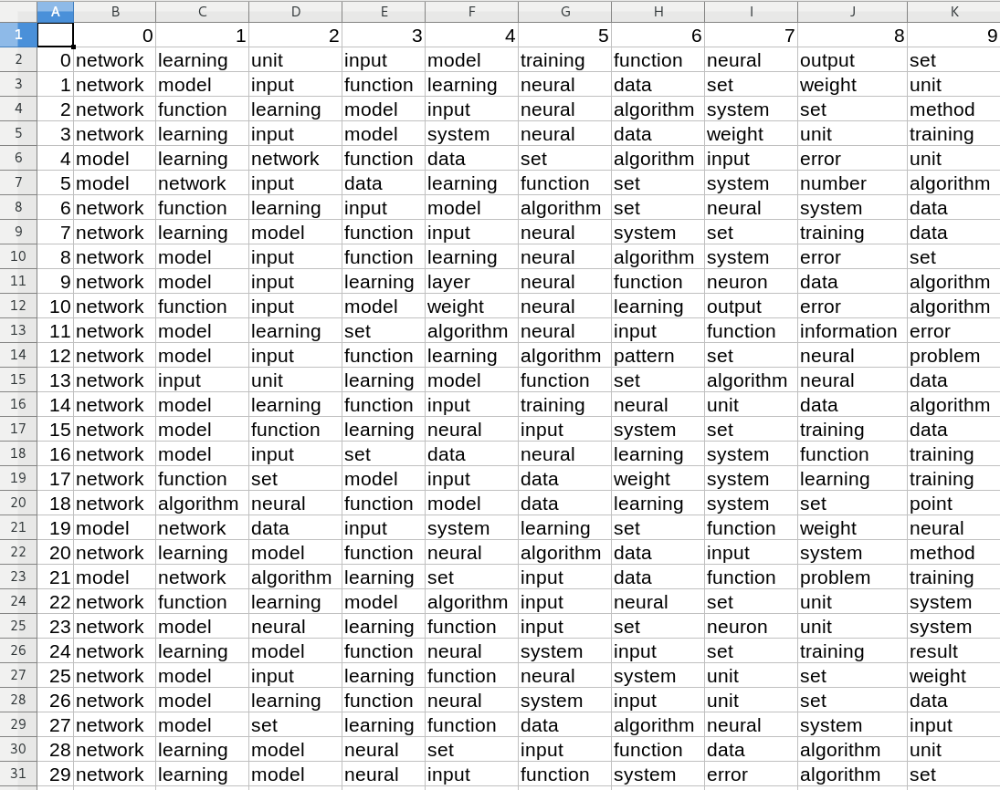 A B C D E F G H I J K
1 0 1 2 3 4 5 6 7 8 9
2 0 network learning unit input model training function neural output set
3 1 network model input function learning neural data set weight unit
4 2 network function learning model input neural algorithm system set method
5 3 network learning input model system neural data weight unit training
6 4 model learning network function data set algorithm input error unit
7 5 model network input data learning function set system number algorithm
8 6 network function learning input model algorithm set neural system data
9 7 network learning model function input neural system set training data
10 8 network model input function learning neural algorithm system error set
11 9 network model input learning layer neural function neuron data algorithm
12 10 network function input model weight neural learning output error algorithm
13 11 network model learning set algorithm neural input function information error
14 12 network model input function learning algorithm pattern set neural problem
15 13 network input unit learning model function set algorithm neural data
16 14 network model learning function input training neural unit data algorithm
17 15 network model function learning neural input system set training data
18 16 network model input set data neural learning system function training
19 17 network function set model input data weight system learning training
20 18 network algorithm neural function model data learning system set point
21 19 model network data input system learning set function weight neural
22 20 network learning model function neural algorithm data input system method
23 21 model network algorithm learning set input data function problem training
24 22 network function learning model algorithm input neural set unit system
25 23 network model neural learning function input set neuron unit system
26 24 network learning model function neural system input set training result
27 25 network model input learning function neural system unit set weight
28 26 network model learning function neural system input unit set data
29 27 network model set learning function data algorithm neural system input
30 28 network learning model neural set input function data algorithm unit
31 29 network learning model neural input function system error algorithm set